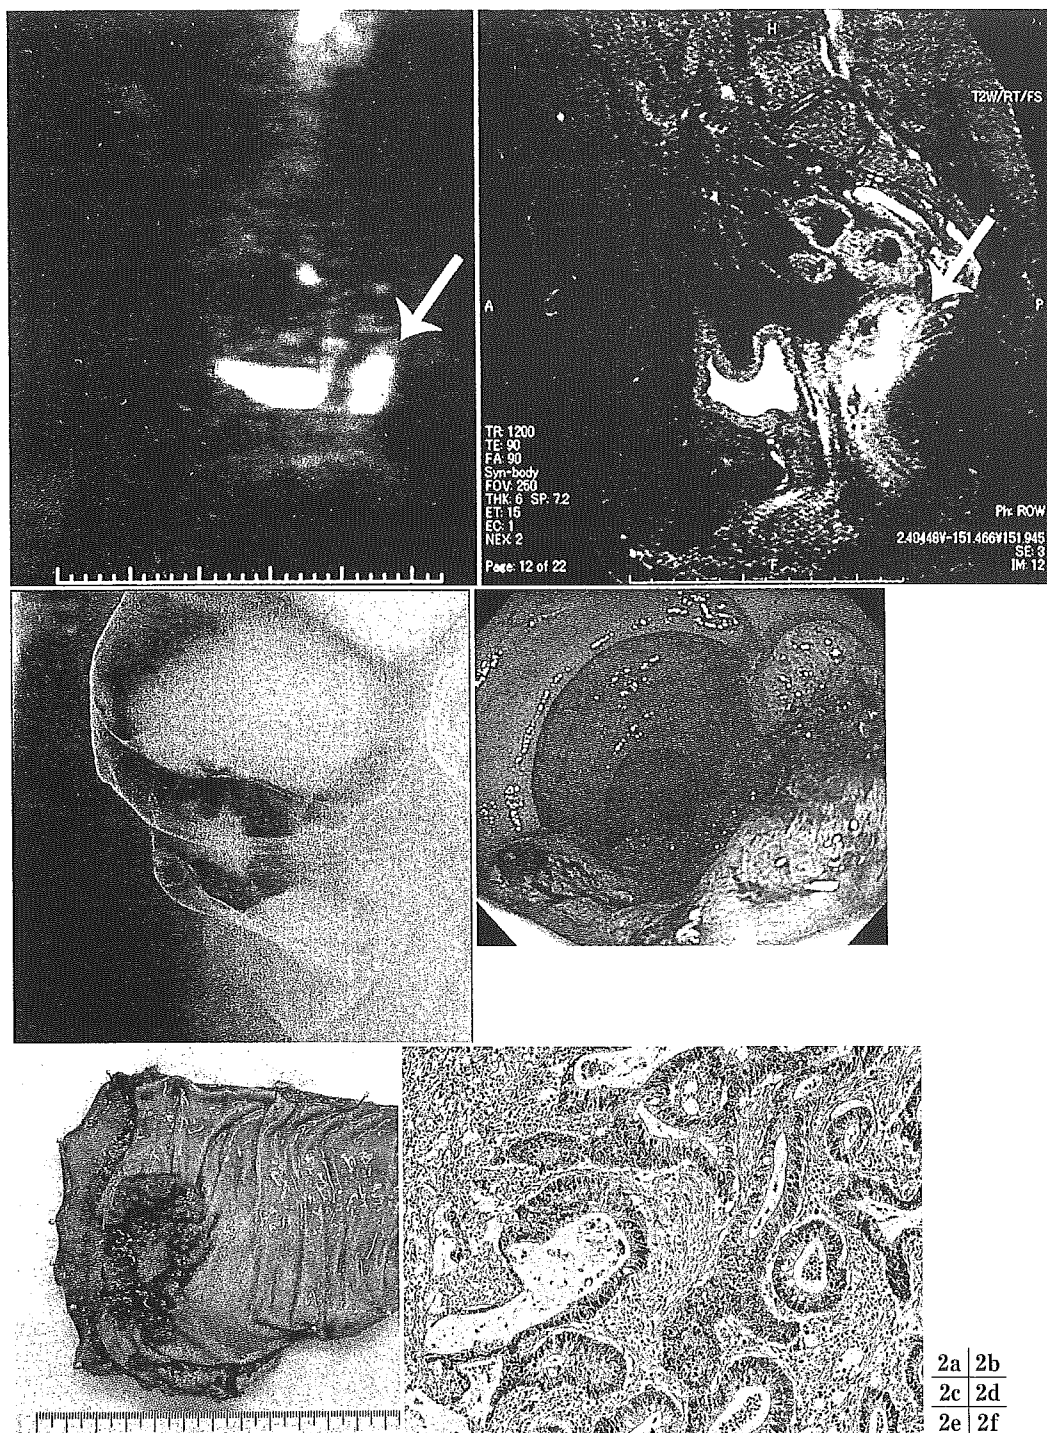 H
T2W/RT/FS
A
P
TR: 1200
TE: 90
FA: 90
Syn-body
FOV: 250
THK: 6 SP: 7.2
ET: 15
EC: 1
NEX: 2
Page: 12 of 22
Ph: ROW
SE: 3
IM: 12
F
2a 2b
2c 2d
2e 2f